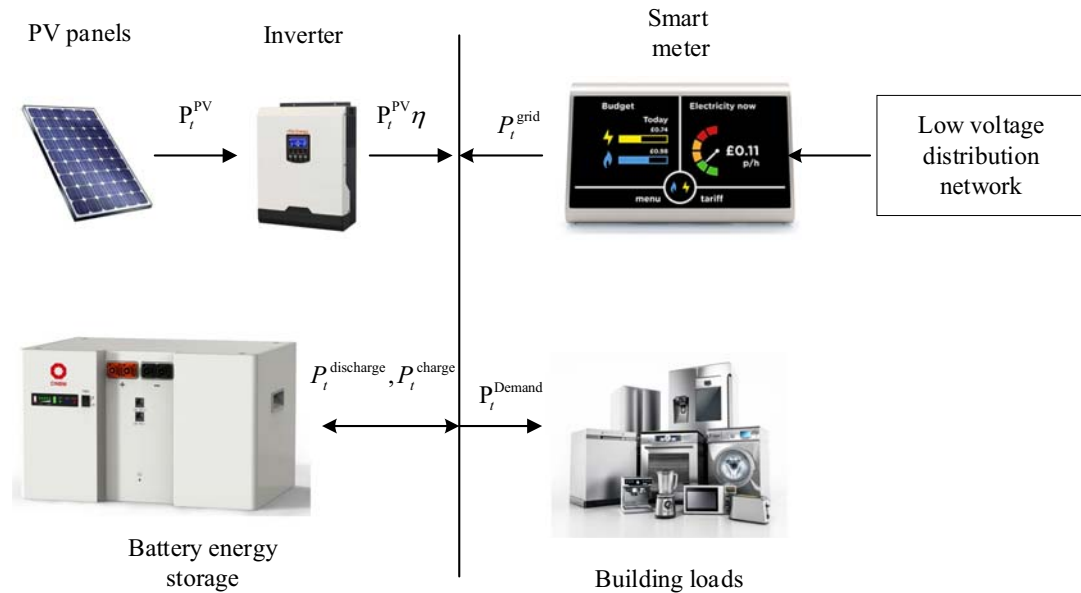 PV panels
Inverter
Smart
meter
P_t^PV
P_t^PV η
P_t^grid
Budget
Electricity now
Today
£0.74
£0.98
£0.11
p/h
menu
tariff
Low voltage
distribution
network
P_t^discharge, P_t^charge
P_t^Demand
Battery energy
storage
Building loads